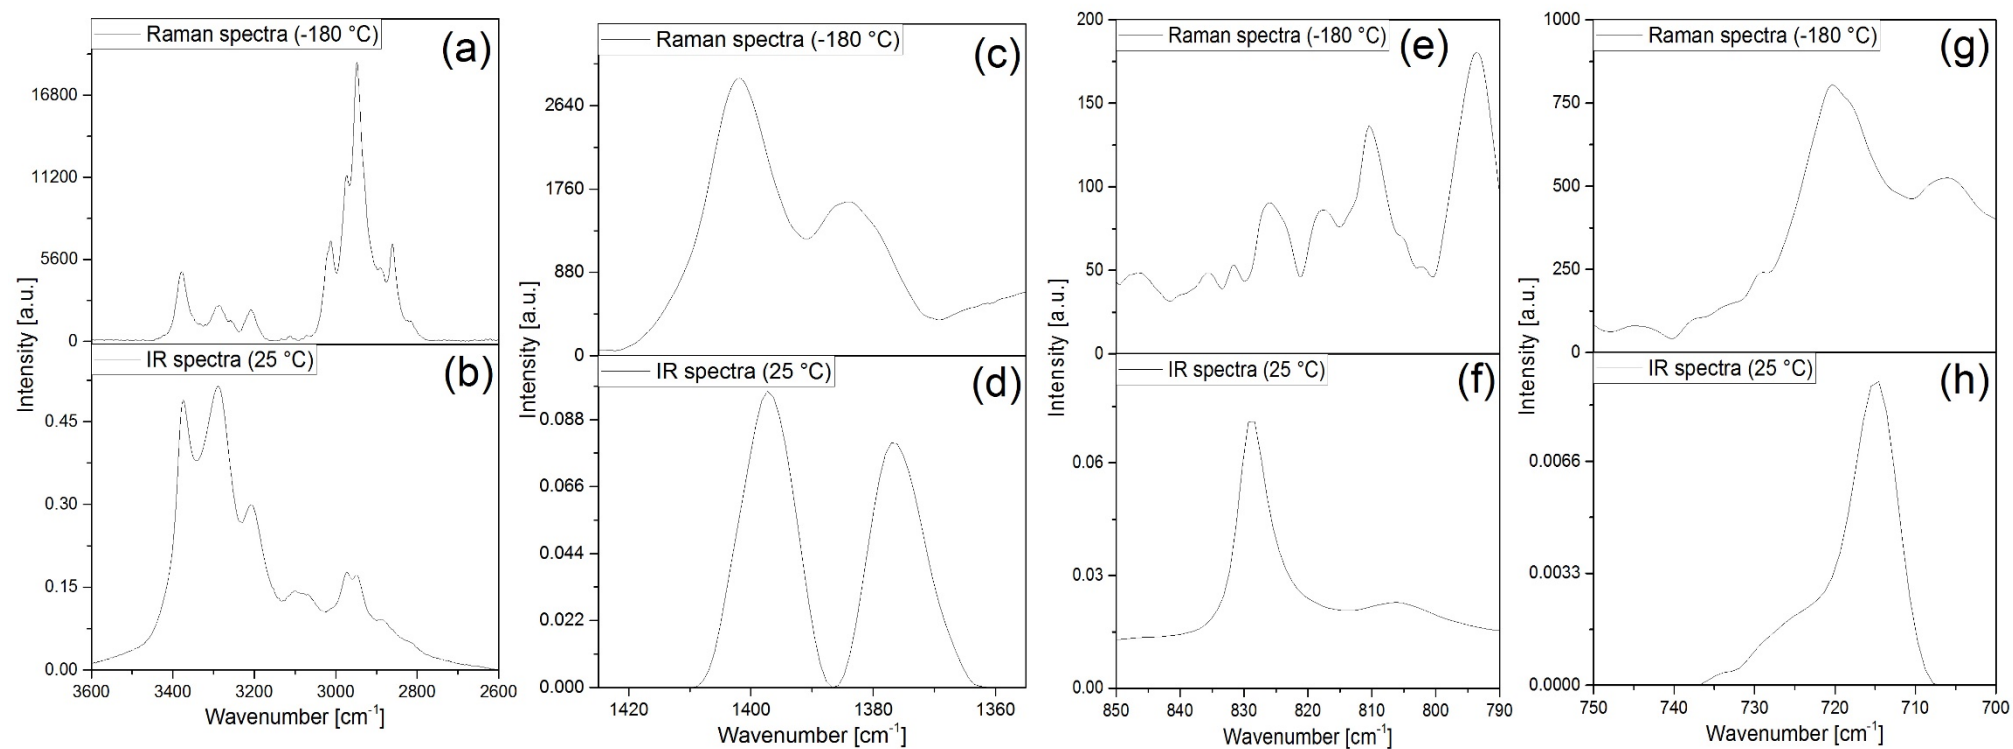 Raman spectra (-180 °C)
(a)
16800
11200
5600
0
Intensity [a.u.]
IR spectra (25 °C)
(b)
0.45
0.30
0.15
0.00
3600 3400 3200 3000 2800 2600
Wavenumber [cm-1]
Raman spectra (-180 °C)
(c)
2640
1760
880
0
Intensity [a.u.]
IR spectra (25 °C)
(d)
0.088
0.066
0.044
0.022
0.000
1420 1400 1380 1360
Wavenumber [cm-1]
Raman spectra (-180 °C)
(e)
200
150
100
50
0
Intensity [a.u.]
IR spectra (25 °C)
(f)
0.06
0.03
0.00
850 840 830 820 810 800 790
Wavenumber [cm-1]
Raman spectra (-180 °C)
(g)
1000
750
500
250
0
Intensity [a.u.]
IR spectra (25 °C)
(h)
0.0066
0.0033
0.0000
750 740 730 720 710 700
Wavenumber [cm-1]